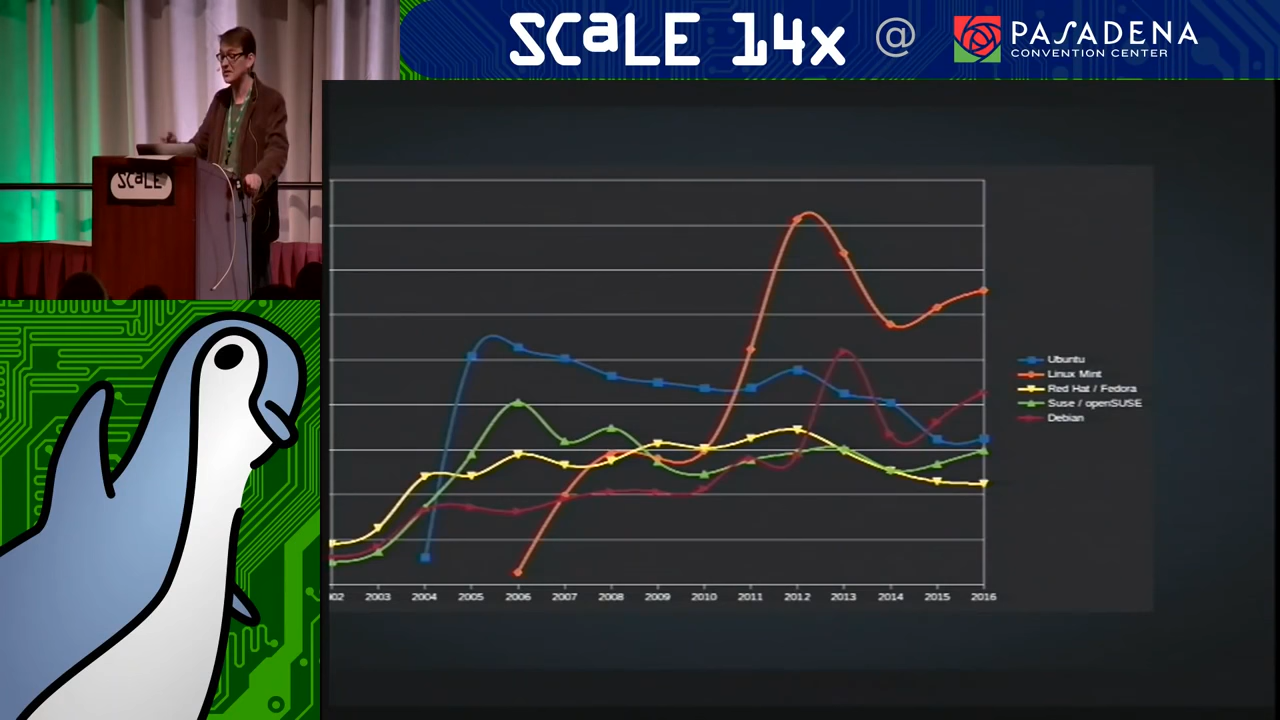 SCaLE 14x @ PASADENA
CONVENTION CENTER
SCaLE
Ubuntu
Linux Mint
Red Hat / Fedora
Suse / openSUSE
Debian
02 2003 2004 2005 2006 2007 2008 2009 2010 2011 2012 2013 2014 2015 2016